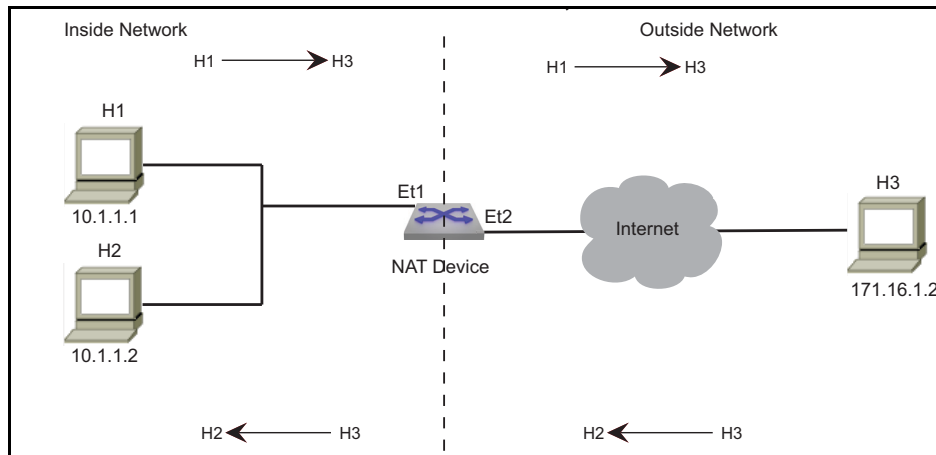 Inside Network
Outside Network
H1 H3
H1 H3
H1
10.1.1.1
H2
10.1.1.2
Et1
Et2
NAT Device
Internet
H3
171.16.1.2
H2 H3
H2 H3